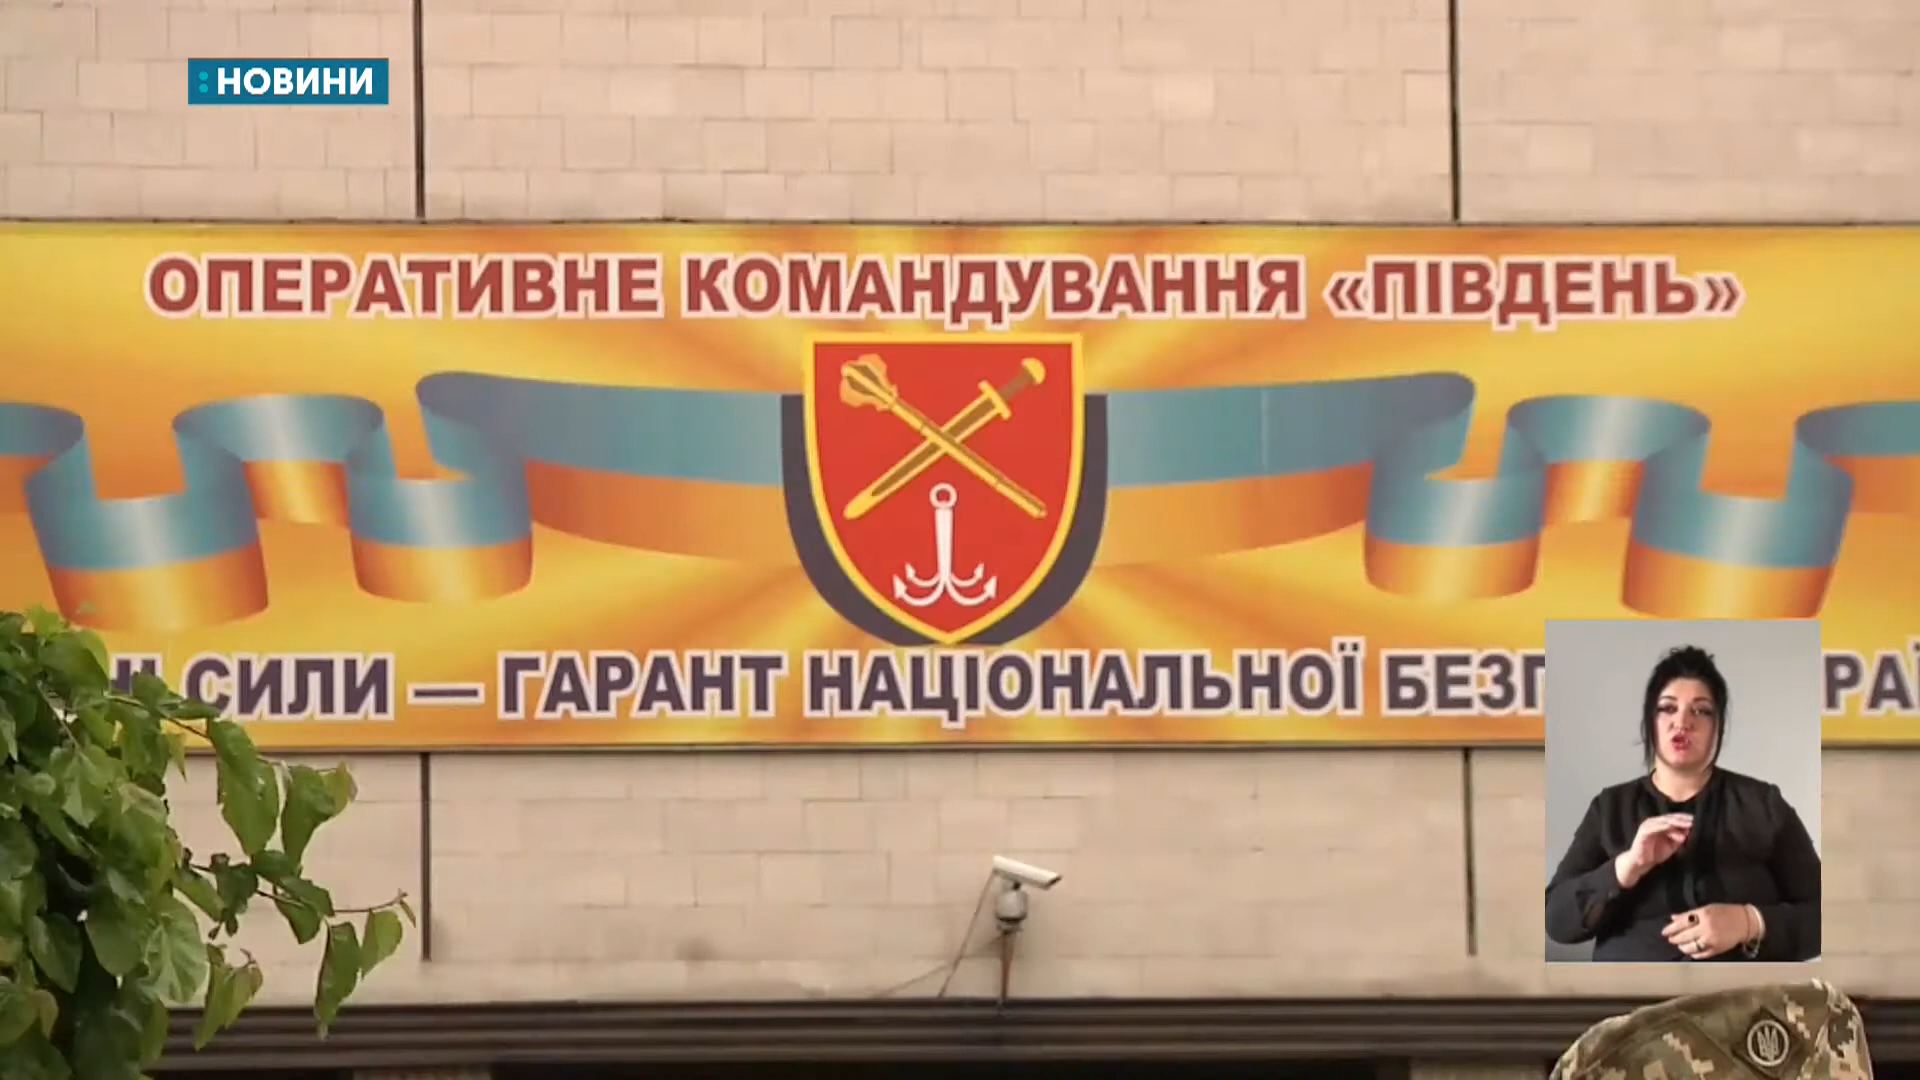 :НОВИНИ
ОПЕРАТИВНЕ КОМАНДУВАННЯ «ПІВДЕНЬ»
СИЛИ — ГАРАНТ НАЦІОНАЛЬНОЇ